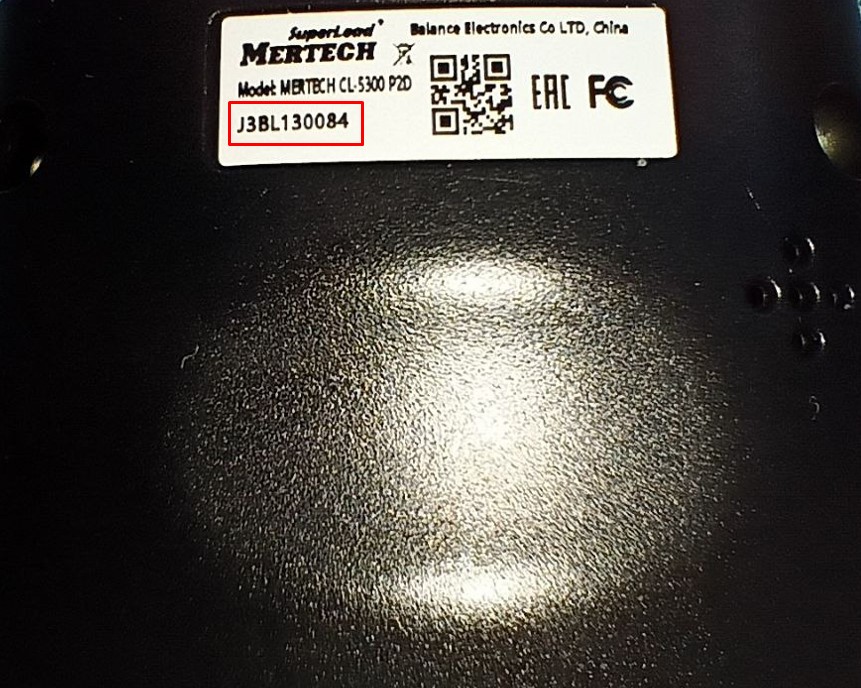 SuperLead
MERTECH
Balance Electronics Co LTD, China
Model: MERTECH CL-5300 P2D
J3BL130084
EAC
FC